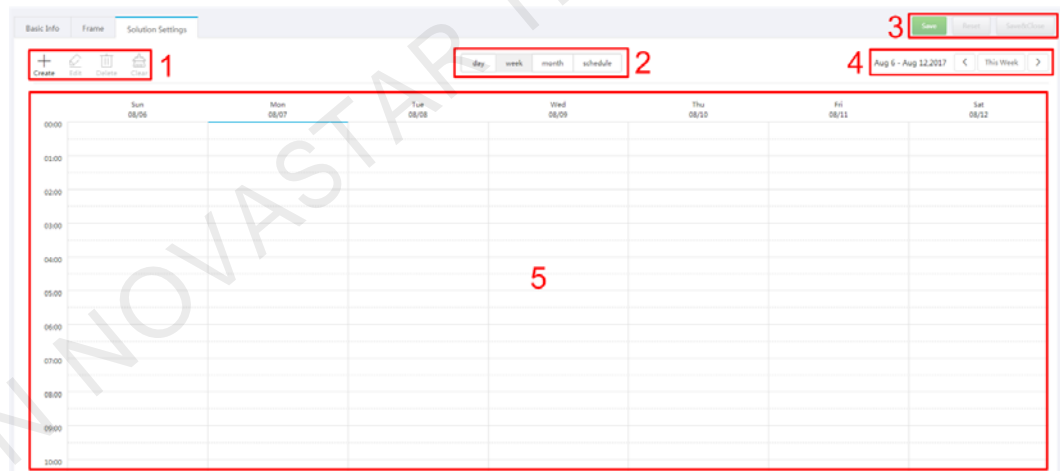 Basic Info Frame Solution Settings
3 Save Reset Save&Close
Create Edit Delete Clear 1
day week month schedule 2
4 Aug 6 - Aug 12,2017 < This Week >
Sun Mon Tue Wed Thu Fri Sat
08/06 08/07 08/08 08/09 08/10 08/11 08/12
00:00
01:00
02:00
03:00
04:00
5
05:00
06:00
07:00
08:00
09:00
10:00
N NOVASTAR